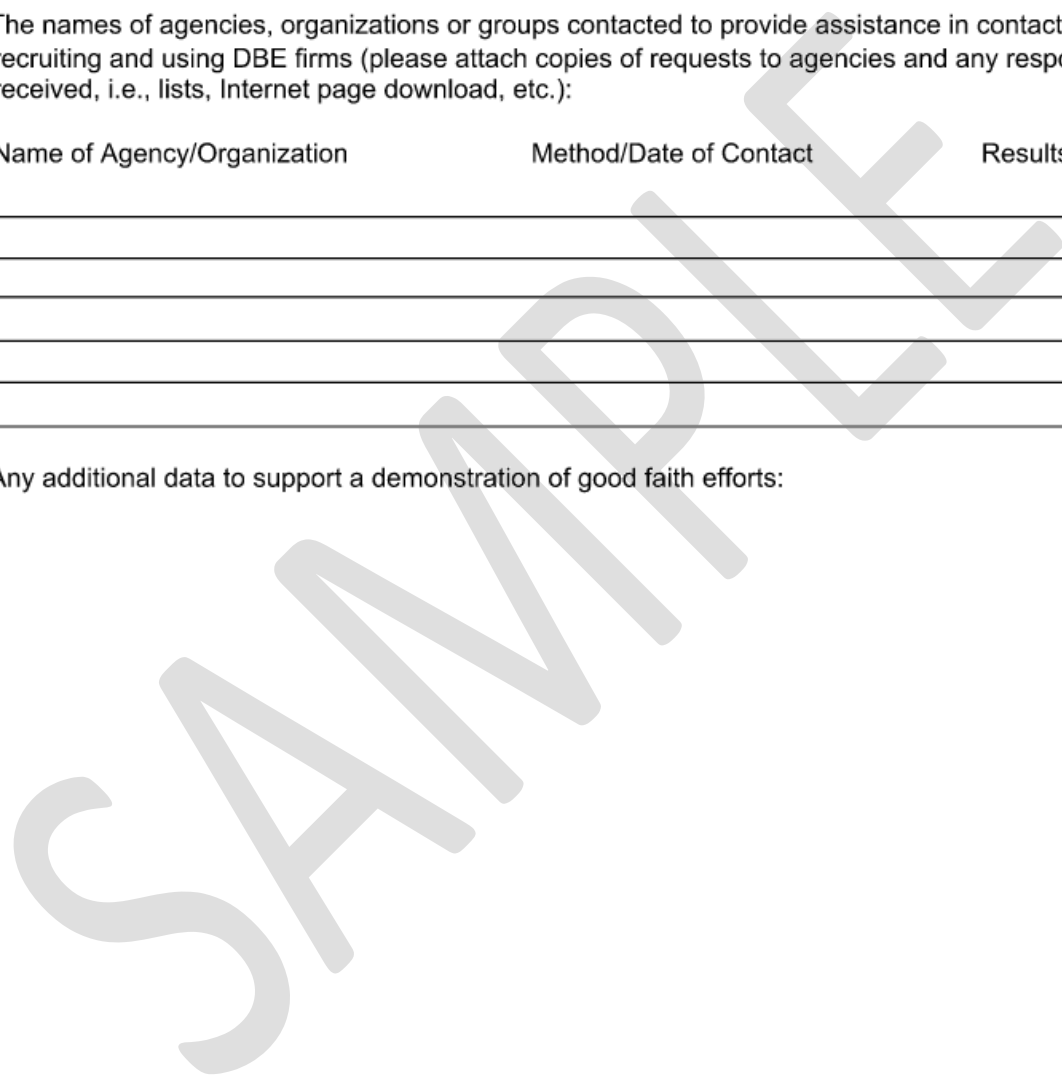 The names of agencies, organizations or groups contacted to provide assistance in contact
recruiting and using DBE firms (please attach copies of requests to agencies and any respo
received, i.e., lists, Internet page download, etc.):
Name of Agency/Organization Method/Date of Contact Results
Any additional data to support a demonstration of good faith efforts:
SAMPLE